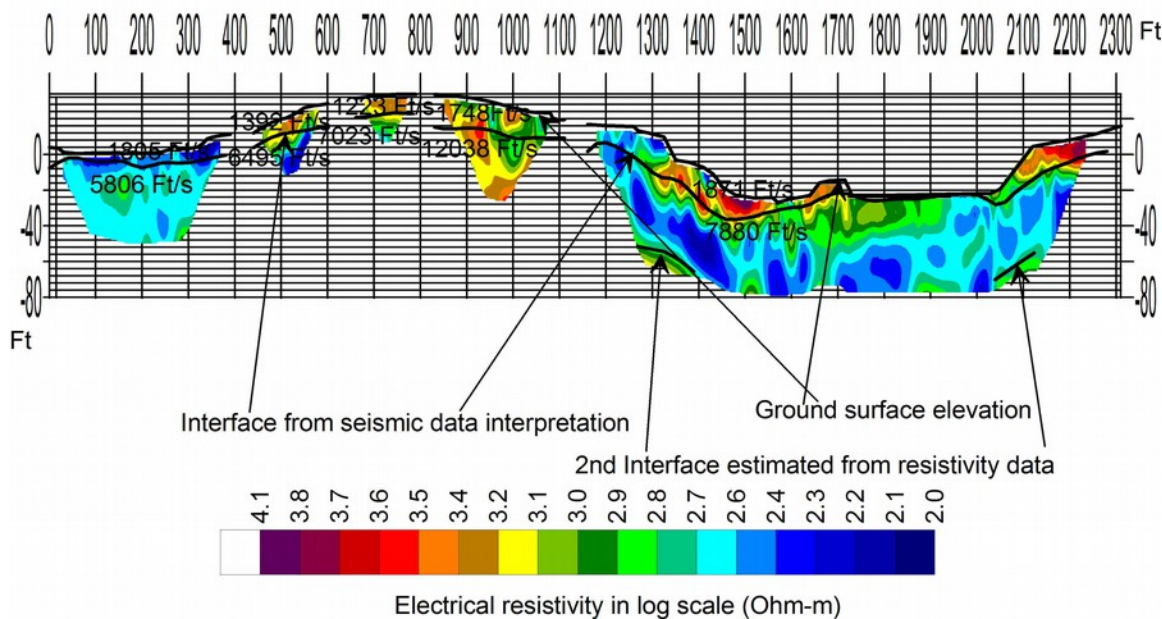 0 100 200 300 400 500 600 700 800 900 1000 1100 1200 1300 1400 1500 1600 1700 1800 1900 2000 2100 2200 2300 Ft
1392 Ft/s 1223 Ft/s 1748Ft/s
0 1805 Ft/s 6495 Ft/s 7023 Ft/s 12038 Ft/s 0
5806 Ft/s 1871 Ft/s
-40 7880 Ft/s -40
-80 -80
Ft
Interface from seismic data interpretation
Ground surface elevation
2nd Interface estimated from resistivity data
4.1 3.8 3.7 3.6 3.5 3.4 3.2 3.1 3.0 2.9 2.8 2.7 2.6 2.4 2.3 2.2 2.1 2.0
Electrical resistivity in log scale (Ohm-m)